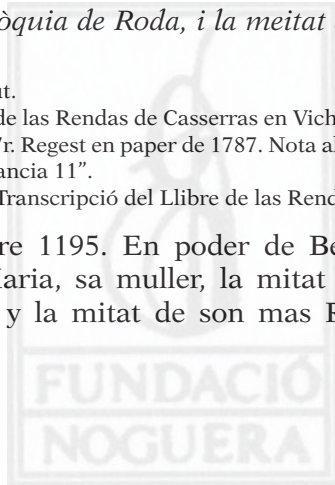 òquia de Roda, i la meitat
ut.
de las Rendas de Casserras en Vich
/r. Regest en paper de 1787. Nota al
ancia 11”.
Transcripció del Llibre de las Rend
re 1195. En poder de Be
Maria, sa muller, la mitat
y la mitat de son mas
FUNDACIÓ
NOGUERA